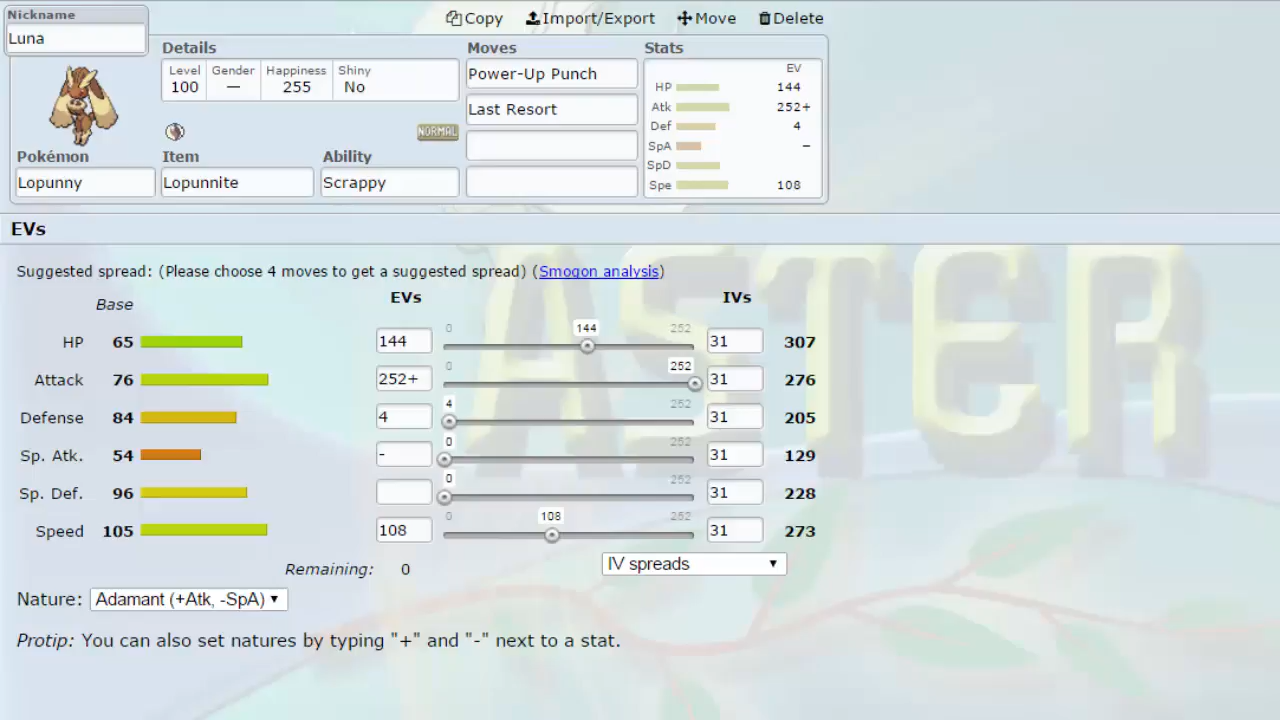 Nickname
Luna
Copy Import/Export Move Delete
Details
Level Gender Happiness Shiny
100 — 255 No
NORMAL
Pokémon Item Ability
Lopunny Lopunnite Scrappy
Moves
Power-Up Punch
Last Resort
Stats
EV
HP 144
Atk 252+
Def 4
SpA –
SpD
Spe 108
EVs
Suggested spread: (Please choose 4 moves to get a suggested spread) (Smogon analysis)
Base EVs IVs
HP 65 144 0 144 252 31 307
Attack 76 252+ 0 252 31 276
Defense 84 4 4 252 31 205
Sp. Atk. 54 - 0 252 31 129
Sp. Def. 96 0 252 31 228
Speed 105 108 0 108 252 31 273
Remaining: 0 IV spreads
Nature: Adamant (+Atk, -SpA)
Protip: You can also set natures by typing "+" and "-" next to a stat.
ASTER